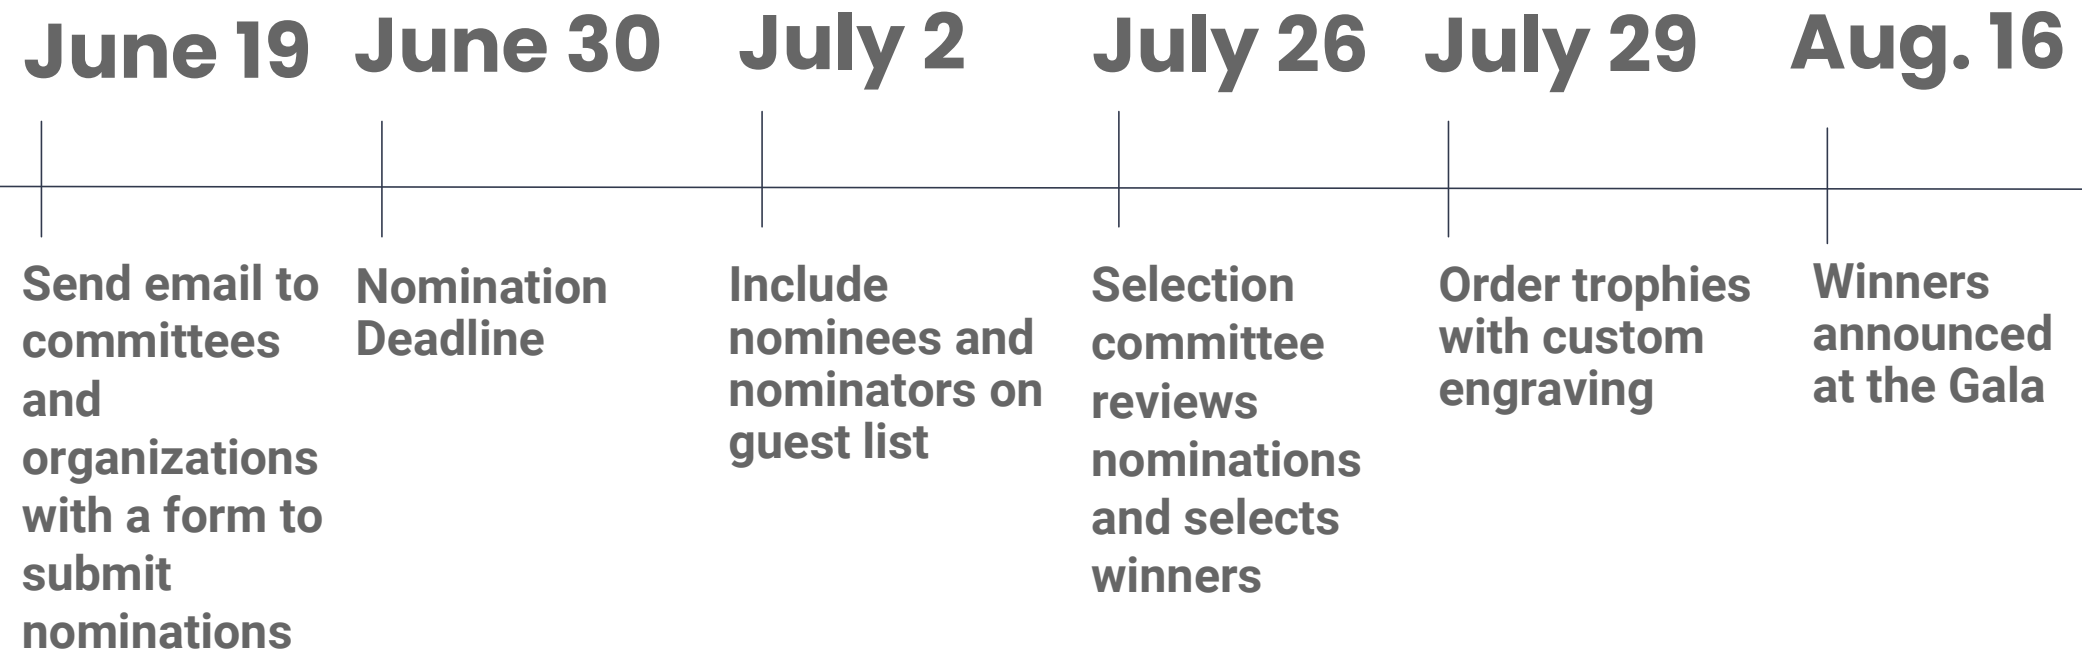 June 19
June 30
July 2
July 26
July 29
Aug. 16
Send email to
committees
and
organizations
with a form to
submit
nominations
Nomination
Deadline
Include
nominees and
nominators on
guest list
Selection
committee
reviews
nominations
and selects
winners
Order trophies
with custom
engraving
Winners
announced
at the Gala